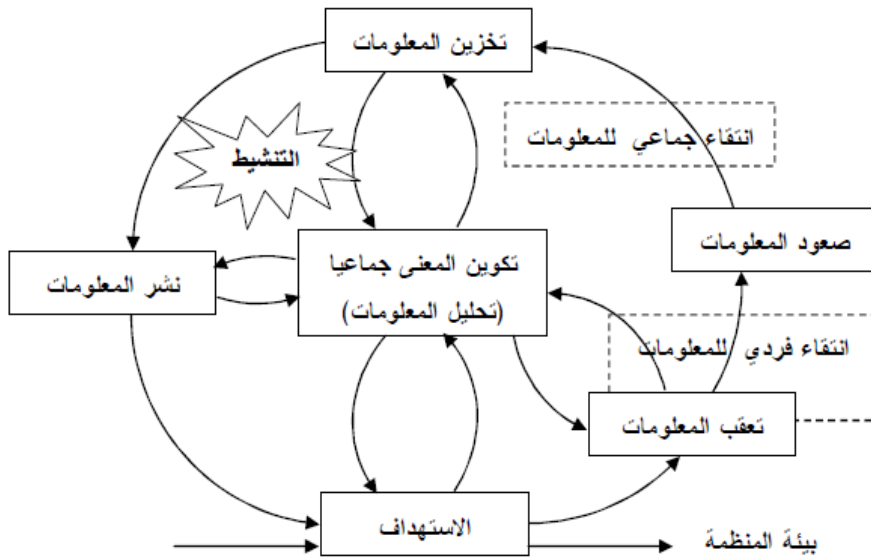 تخزين المعلومات
انتقاء جماعي للمعلومات
التنشيط
صعود المعلومات
تكوين المعنى جماعيا
(تحليل المعلومات)
نشر المعلومات
انتقاء فردي للمعلومات
تعقب المعلومات
الاستهداف
بيئة المنظمة